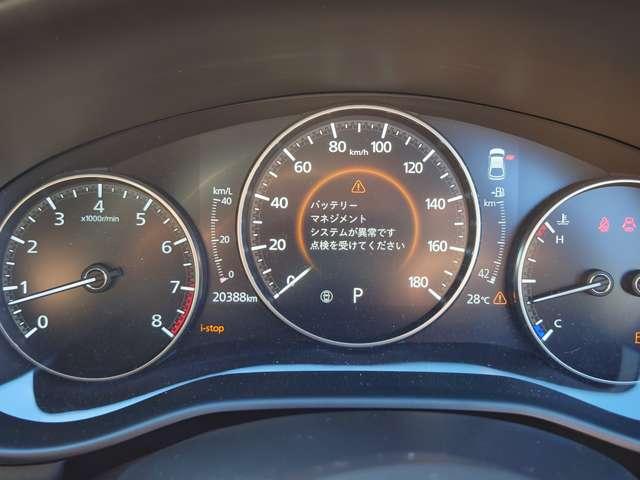 4
3
5
x1000r/min
2
6
1
7
0
8
i-stop
km/L
40
20
0
20388km
80 km/h 100
60
120
40
140
20
160
0
180
バッテリー
マネジメント
システムが異常です
点検を受けてください
P
km
42
28℃
H
C